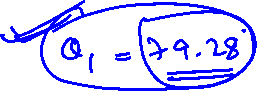 Q₁ = 79.28